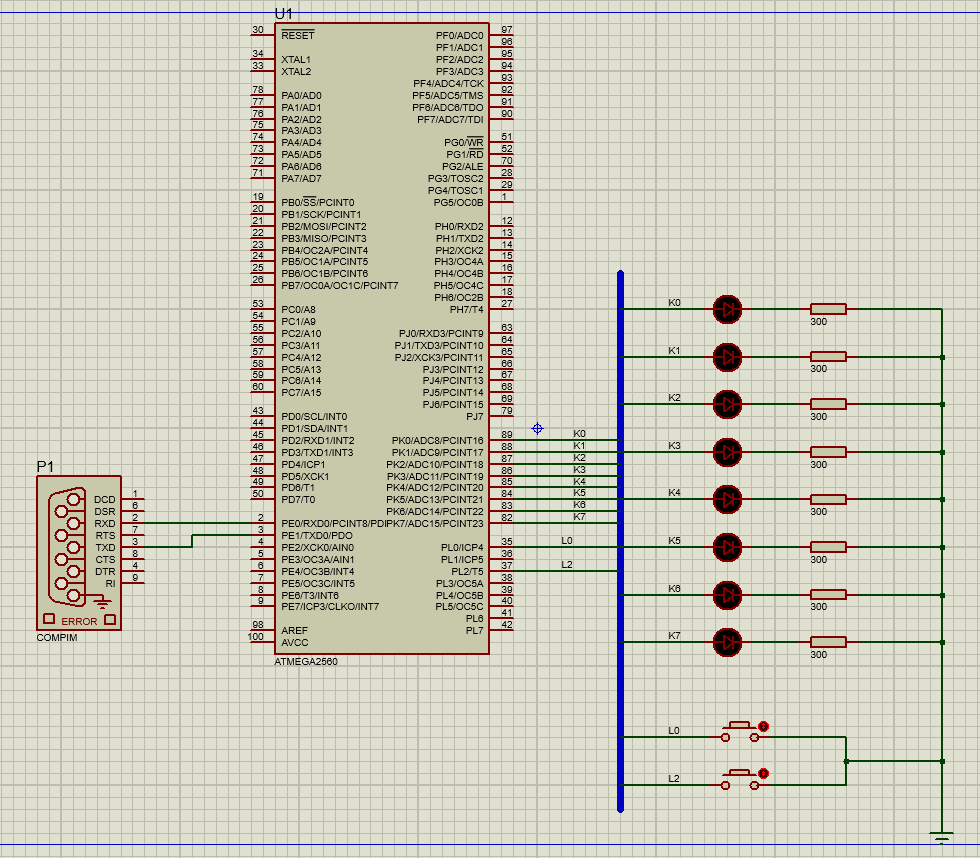 U1
30 RESET
34 XTAL1
33 XTAL2
78 PA0/AD0
77 PA1/AD1
76 PA2/AD2
75 PA3/AD3
74 PA4/AD4
73 PA5/AD5
72 PA6/AD6
71 PA7/AD7
19 PB0/SS/PCINT0
20 PB1/SCK/PCINT1
21 PB2/MOSI/PCINT2
22 PB3/MISO/PCINT3
23 PB4/OC2A/PCINT4
24 PB5/OC1A/PCINT5
25 PB6/OC1B/PCINT6
26 PB7/OC0A/OC1C/PCINT7
53 PC0/A8
54 PC1/A9
55 PC2/A10
56 PC3/A11
57 PC4/A12
58 PC5/A13
59 PC6/A14
60 PC7/A15
43 PD0/SCL/INT0
44 PD1/SDA/INT1
45 PD2/RXD1/INT2
46 PD3/TXD1/INT3
47 PD4/ICP1
48 PD5/XCK1
49 PD6/T1
50 PD7/T0
2 PE0/RXD0/PCINT8/PDI
3 PE1/TXD0/PDO
4 PE2/XCK0/AIN0
5 PE3/OC3A/AIN1
6 PE4/OC3B/INT4
7 PE5/OC3C/INT5
8 PE6/T3/INT6
9 PE7/ICP3/CLKO/INT7
98 AREF
100 AVCC
ATMEGA2560
PF0/ADC0 97
PF1/ADC1 96
PF2/ADC2 95
PF3/ADC3 94
PF4/ADC4/TCK 93
PF5/ADC5/TMS 92
PF6/ADC6/TDO 91
PF7/ADC7/TDI 90
PG0/WR 51
PG1/RD 52
PG2/ALE 70
PG3/TOSC2 28
PG4/TOSC1 29
PG5/OC0B 1
PH0/RXD2 12
PH1/TXD2 13
PH2/XCK2 14
PH3/OC4A 15
PH4/OC4B 16
PH5/OC4C 17
PH6/OC2B 18
PH7/T4 27
PJ0/RXD3/PCINT9 63
PJ1/TXD3/PCINT10 64
PJ2/XCK3/PCINT11 65
PJ3/PCINT12 66
PJ4/PCINT13 67
PJ5/PCINT14 68
PJ6/PCINT15 69
PJ7 79
PK0/ADC8/PCINT16 89 K0
PK1/ADC9/PCINT17 88 K1
PK2/ADC10/PCINT18 87 K2
PK3/ADC11/PCINT19 86 K3
PK4/ADC12/PCINT20 85 K4
PK5/ADC13/PCINT21 84 K5
PK6/ADC14/PCINT22 83 K6
PK7/ADC15/PCINT23 82 K7
PL0/ICP4 35 L0
PL1/ICP5 36
PL2/T5 37 L2
PL3/OC5A 38
PL4/OC5B 39
PL5/OC5C 40
PL6 41
PL7 42
P1
DCD 1
DSR 6
RXD 2
RTS 7
TXD 3
CTS 8
DTR 4
RI 9
ERROR
COMPIM
K0
300
K1
300
K2
300
K3
300
K4
300
K5
300
K6
300
K7
300
L0
L2